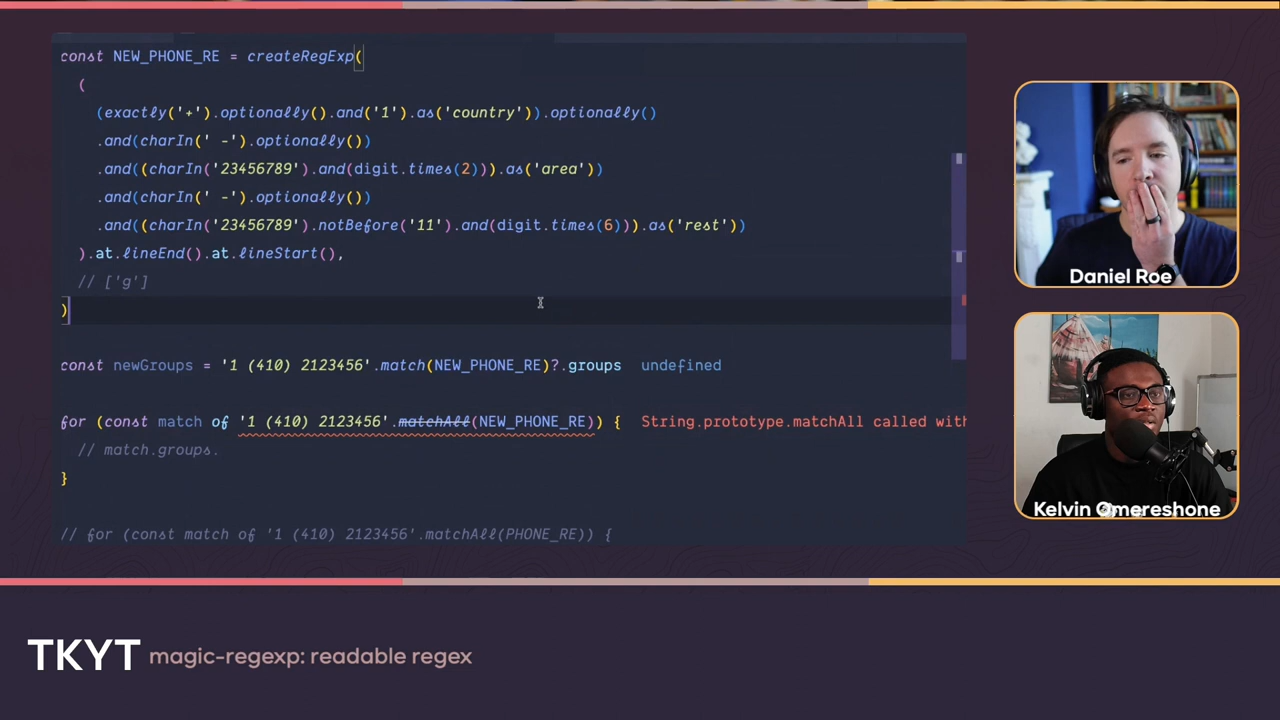 const NEW_PHONE_RE = createRegExp(
(
(exactly('+').optionally().and('1').as('country')).optionally()
.and(charIn(' -').optionally())
.and((charIn('23456789').and(digit.times(2))).as('area'))
.and(charIn(' -').optionally())
.and((charIn('23456789').notBefore('11').and(digit.times(6))).as('rest'))
).at.lineEnd().at.lineStart(),
// ['g']
)
const newGroups = '1 (410) 2123456'.match(NEW_PHONE_RE)?.groups undefined
for (const match of '1 (410) 2123456'.matchAll(NEW_PHONE_RE)) { String.prototype.matchAll called with
// match.groups.
}
// for (const match of '1 (410) 2123456'.matchAll(PHONE_RE)) {
Daniel Roe
Kelvin Omereshone
TKYT magic-regexp: readable regex